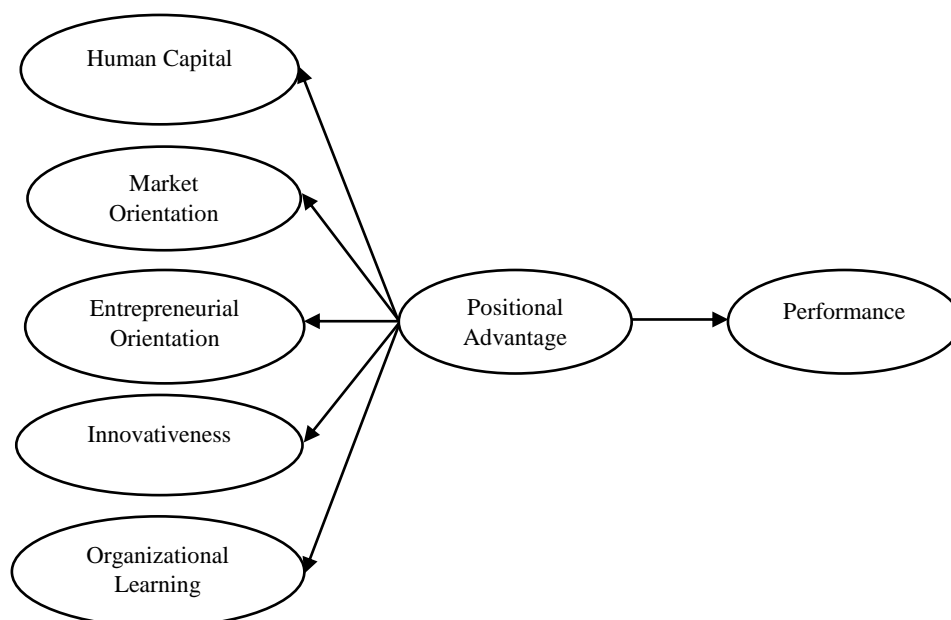 Human Capital
Market
Orientation
Entrepreneurial
Orientation
Innovativeness
Organizational
Learning
Positional
Advantage
Performance